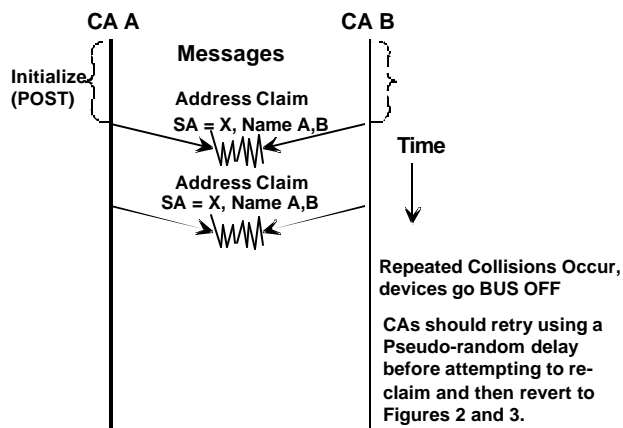 CA A
CA B
Messages
Initialize
(POST)
Address Claim
SA = X, Name A,B
Time
Address Claim
SA = X, Name A,B
Repeated Collisions Occur,
devices go BUS OFF
CAs should retry using a
Pseudo-random delay
before attempting to re-
claim and then revert to
Figures 2 and 3.